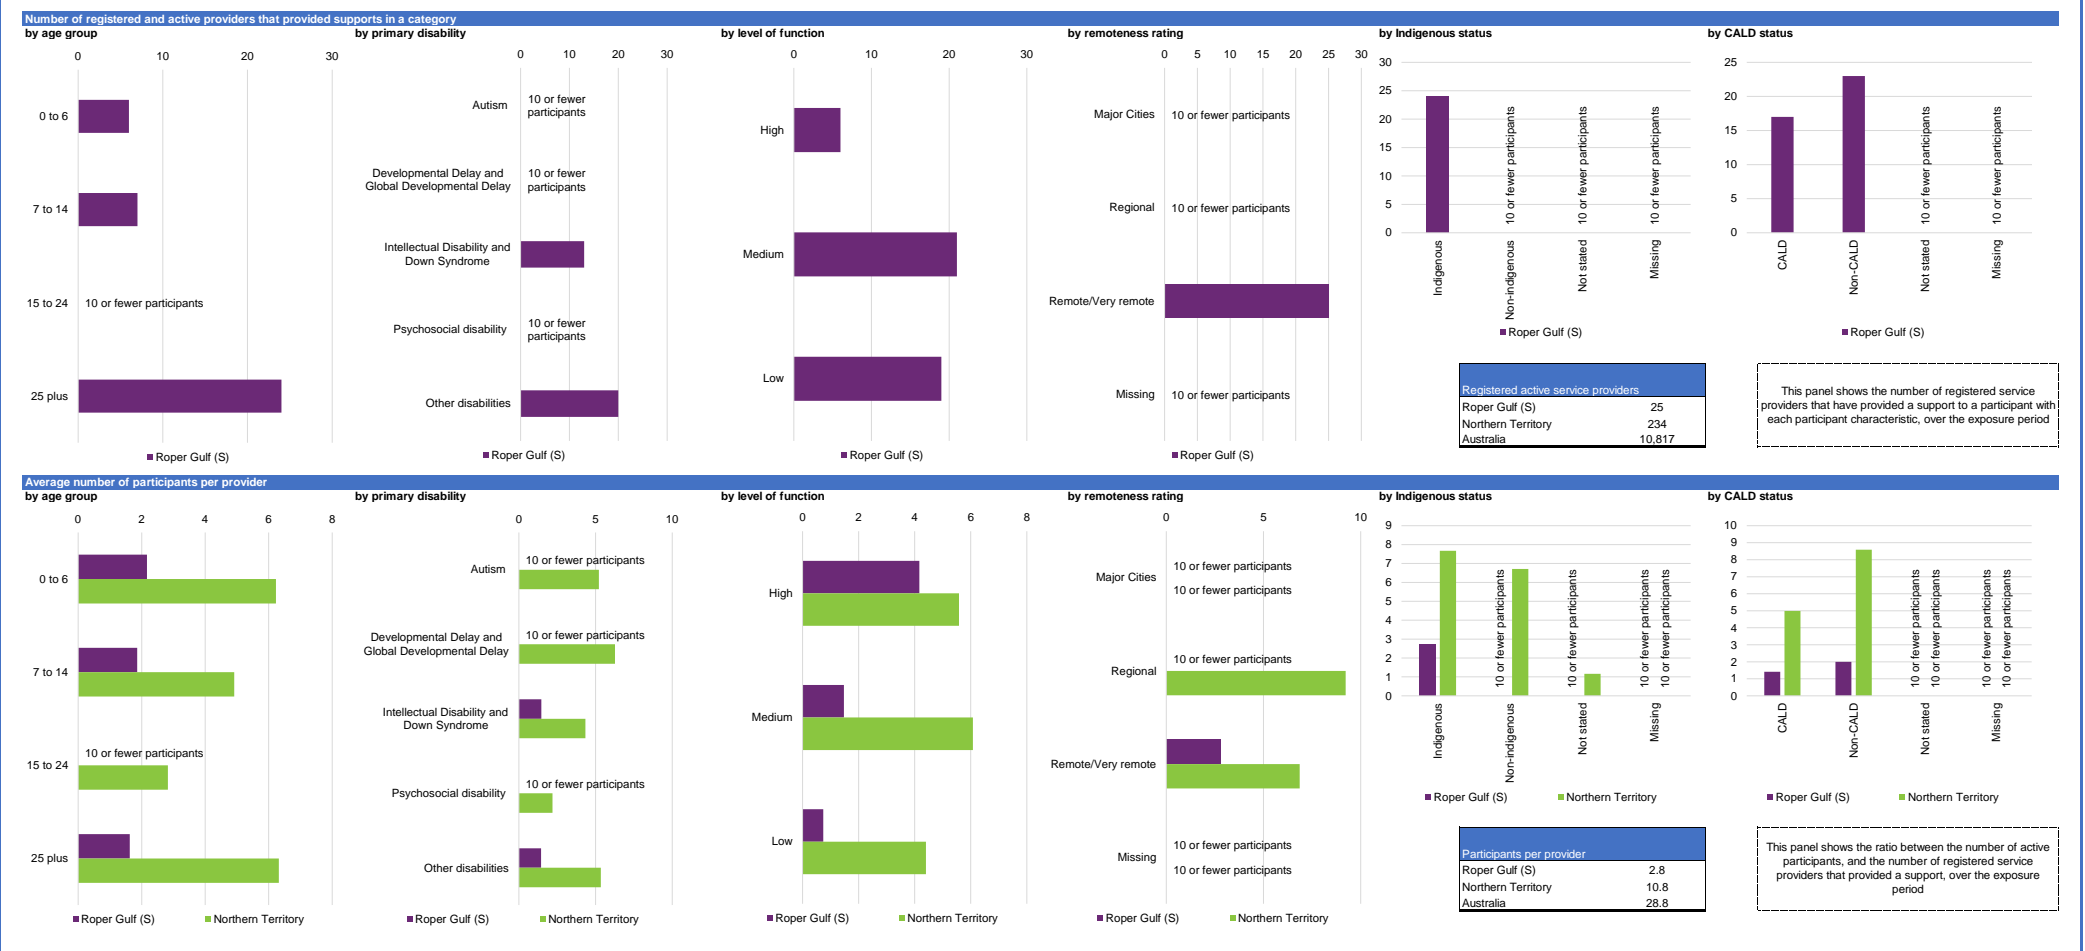 Number of registered and active providers that provided supports in a category
by age group
0 10 20 30
0 to 6
7 to 14
15 to 24 10 or fewer participants
25 plus
Roper Gulf (S)
by primary disability
0 10 20 30
Autism
10 or fewer
participants
Developmental Delay and
Global Developmental Delay
10 or fewer
participants
Intellectual Disability and
Down Syndrome
Psychosocial disability
10 or fewer
participants
Other disabilities
Roper Gulf (S)
by level of function
0 10 20 30
High
Medium
Low
Roper Gulf (S)
by remoteness rating
0 5 10 15 20 25 30
Major Cities 10 or fewer participants
Regional 10 or fewer participants
Remote/Very remote
Missing 10 or fewer participants
Roper Gulf (S)
by Indigenous status
30
25
20
15
10
5
0
10 or fewer participants
10 or fewer participants
10 or fewer participants
Indigenous
Non-indigenous
Not stated
Missing
Roper Gulf (S)
by CALD status
25
20
15
10
5
0
10 or fewer participants
10 or fewer participants
CALD
Non-CALD
Not stated
Missing
Roper Gulf (S)
Registered active service providers
Roper Gulf (S) 25
Northern Territory 234
Australia 10,817
This panel shows the number of registered service
providers that have provided a support to a participant with
each participant characteristic, over the exposure period
Average number of participants per provider
by age group
0 2 4 6 8
0 to 6
7 to 14
10 or fewer participants
15 to 24
25 plus
Roper Gulf (S) Northern Territory
by primary disability
0 5 10
10 or fewer participants
Autism
10 or fewer participants
Developmental Delay and
Global Developmental Delay
Intellectual Disability and
Down Syndrome
10 or fewer participants
Psychosocial disability
Other disabilities
Roper Gulf (S) Northern Territory
by level of function
0 2 4 6 8
High
Medium
Low
Roper Gulf (S) Northern Territory
by remoteness rating
0 5 10
10 or fewer participants
Major Cities
10 or fewer participants
10 or fewer participants
Regional
Remote/Very remote
10 or fewer participants
Missing
10 or fewer participants
Roper Gulf (S) Northern Territory
by Indigenous status
9
8
7
6
5
4
3
2
1
0
10 or fewer participants
10 or fewer participants
10 or fewer participants
10 or fewer participants
Indigenous
Non-indigenous
Not stated
Missing
Roper Gulf (S) Northern Territory
by CALD status
10
9
8
7
6
5
4
3
2
1
0
10 or fewer participants
10 or fewer participants
10 or fewer participants
10 or fewer participants
CALD
Non-CALD
Not stated
Missing
Roper Gulf (S) Northern Territory
Participants per provider
Roper Gulf (S) 2.8
Northern Territory 10.8
Australia 28.8
This panel shows the ratio between the number of active
participants, and the number of registered service
providers that provided a support, over the exposure
period